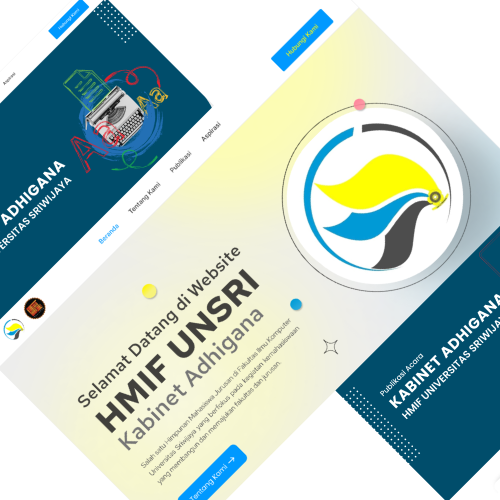 Hubungi Kami
Aspirasi
ADHIGANA
UNIVERSITAS SRIWIJAYA
Hubungi Kami
Beranda
Tentang Kami
Publikasi
Aspirasi
Selamat Datang di Website
HMIF UNSRI
Kabinet Adhigana
Salah satu Himpunan Mahasiswa Jurusan di Fakultas Ilmu Komputer
Universitas Sriwijaya yang berfokus pada kegiatan kemahasiswaan
yang membangun dan memajukan fakultas dan jurusan.
Tentang Kami →
Publikasi Acara
KABINET ADHIGANA
HMIF UNIVERSITAS SRIWIJAYA